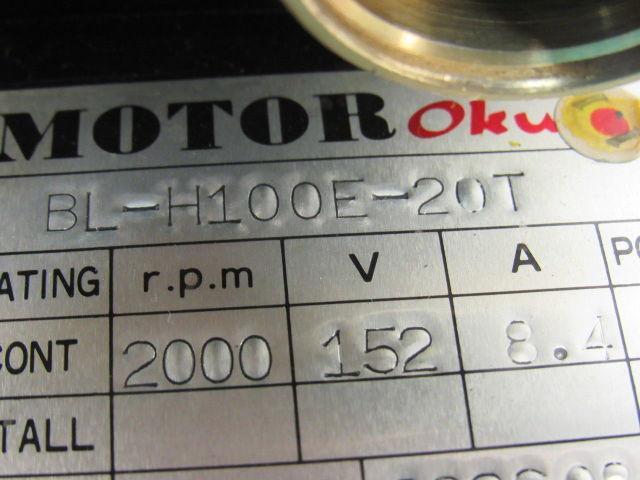 MOTOR Oku
BL-H100E-20T
ATING r.p.m V A PO
CONT 2000 152 8.4
TALL